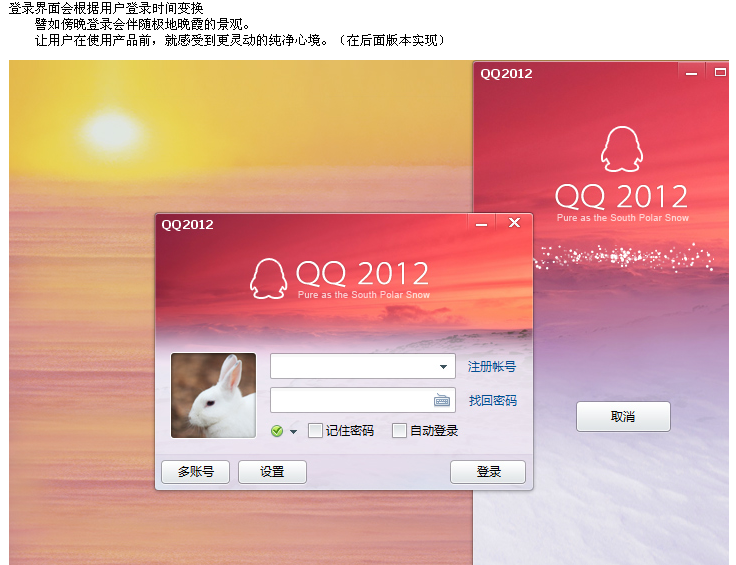 登录界面会根据用户登录时间变换
譬如傍晚登录会伴随极地晚霞的景观。
让用户在使用产品前，就感受到更灵动的纯净心境。（在后面版本实现）
QQ2012
QQ 2012
Pure as the South Polar Snow
取消
QQ2012
QQ 2012
Pure as the South Polar Snow
注册帐号
找回密码
记住密码 自动登录
多账号 设置 登录